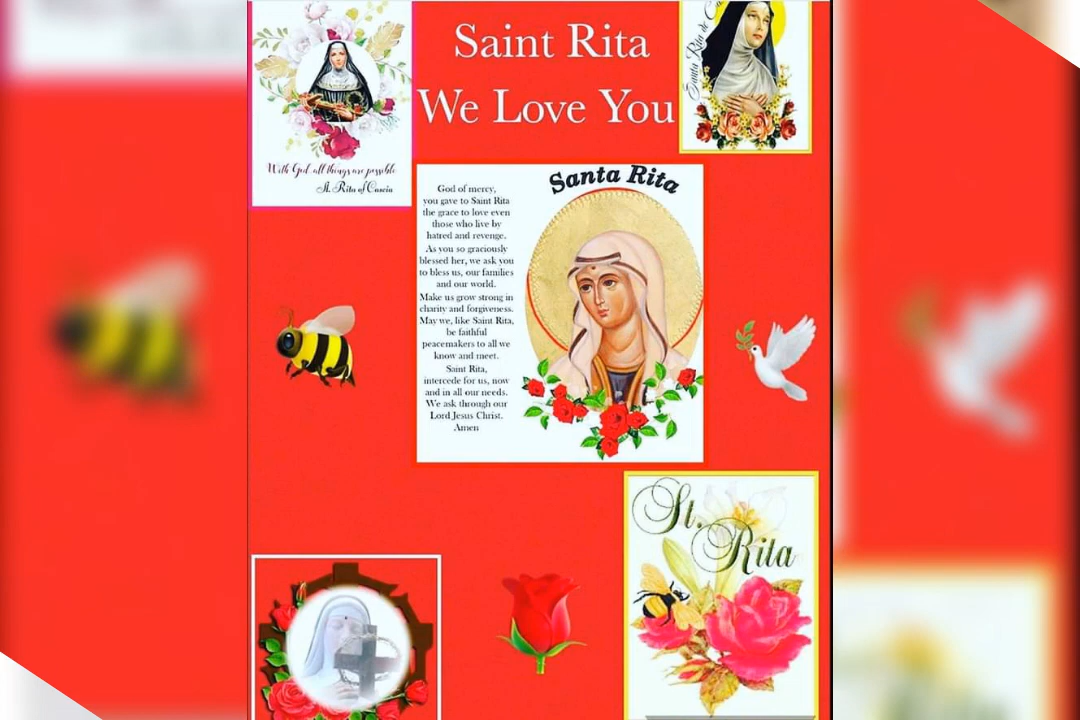 Saint Rita
We Love You
With God, all things are possible
St. Rita of Cascia
Santa Rita de
Santa Rita
God of mercy,
you gave to Saint Rita
the grace to love even
those who live by
hatred and revenge.
As you so graciously
blessed her, we ask you
to bless us, our families
and our world.
Make us grow strong in
charity and forgiveness.
May we, like Saint Rita,
be faithful
peacemakers to all we
know and meet.
Saint Rita,
intercede for us, now
and in all our needs.
We ask through our
Lord Jesus Christ.
Amen
St.
Rita